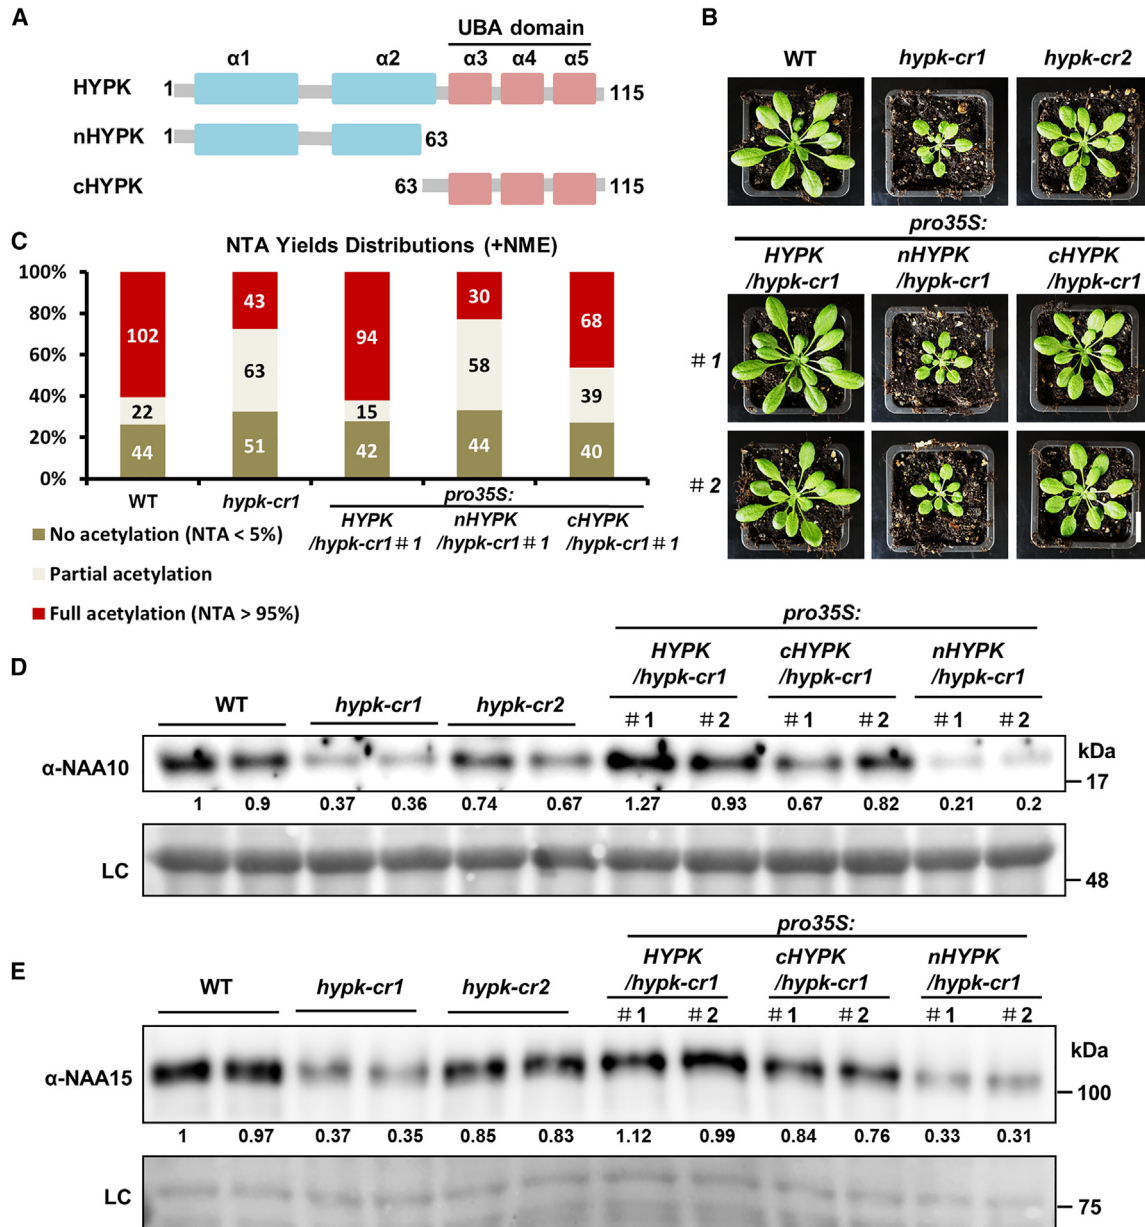 A
UBA domain
α1 α2 α3 α4 α5
HYPK 1 115
nHYPK 1 63
cHYPK 63 115
B
WT hypk-cr1 hypk-cr2
pro35S:
HYPK nHYPK cHYPK
/hypk-cr1 /hypk-cr1 /hypk-cr1
#1
#2
C
NTA Yields Distributions (+NME)
100%
80%
60%
40%
20%
0%
102 43 94 30 68
22 63 15 58 39
44 51 42 44 40
WT hypk-cr1 pro35S:
HYPK nHYPK cHYPK
/hypk-cr1#1 /hypk-cr1#1 /hypk-cr1#1
No acetylation (NTA < 5%)
Partial acetylation
Full acetylation (NTA > 95%)
D
pro35S:
HYPK cHYPK nHYPK
/hypk-cr1 /hypk-cr1 /hypk-cr1
WT hypk-cr1 hypk-cr2
#1 #2 #1 #2 #1 #2
α-NAA10
kDa
17
1 0.9 0.37 0.36 0.74 0.67 1.27 0.93 0.67 0.82 0.21 0.2
LC
48
E
pro35S:
HYPK cHYPK nHYPK
/hypk-cr1 /hypk-cr1 /hypk-cr1
WT hypk-cr1 hypk-cr2
#1 #2 #1 #2 #1 #2
α-NAA15
kDa
100
1 0.97 0.37 0.35 0.85 0.83 1.12 0.99 0.84 0.76 0.33 0.31
LC
75